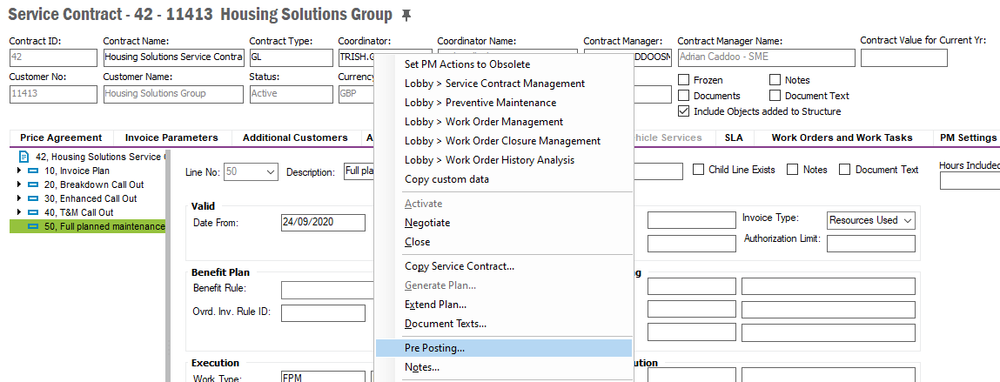 Service Contract - 42 - 11413 Housing Solutions Group
Contract ID: Contract Name: Contract Type: Coordinator: Coordinator Name: Contract Manager: Contract Manager Name: Contract Value for Current Yr:
42 Housing Solutions Service Contra GL TRISH.G DDOOSM Adrian Caddoo - SME
Customer No: Customer Name: Status: Currency
11413 Housing Solutions Group Active GBP
Frozen Notes
Documents Document Text
Include Objects added to Structure
Set PM Actions to Obsolete
Lobby > Service Contract Management
Lobby > Preventive Maintenance
Lobby > Work Order Management
Lobby > Work Order Closure Management
Lobby > Work Order History Analysis
Copy custom data
Activate
Negotiate
Close
Copy Service Contract...
Generate Plan...
Extend Plan...
Document Texts...
Pre Posting...
Notes...
Price Agreement Invoice Parameters Additional Customers Services SLA Work Orders and Work Tasks PM Settings
42, Housing Solutions Service
10, Invoice Plan
20, Breakdown Call Out
30, Enhanced Call Out
40, T&M Call Out
50, Full planned maintenance
Line No: 50 Description: Full pla Child Line Exists Notes Document Text Hours Included
Valid
Date From: 24/09/2020 Invoice Type: Resources Used
Authorization Limit:
Benefit Plan
Benefit Rule:
Ovrd. Inv. Rule ID:
Execution
Work Type: FPM